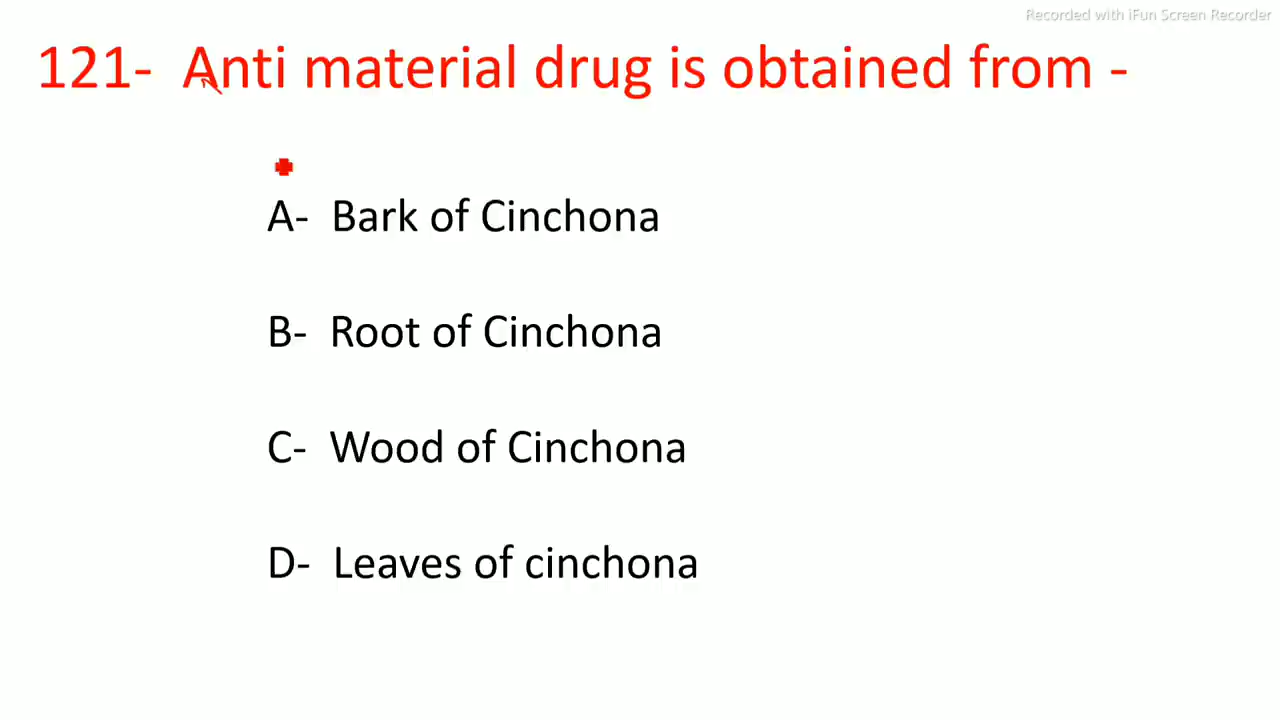 Recorded with iFun Screen Recorder
121- Anti material drug is obtained from -
A- Bark of Cinchona
B- Root of Cinchona
C- Wood of Cinchona
D- Leaves of cinchona